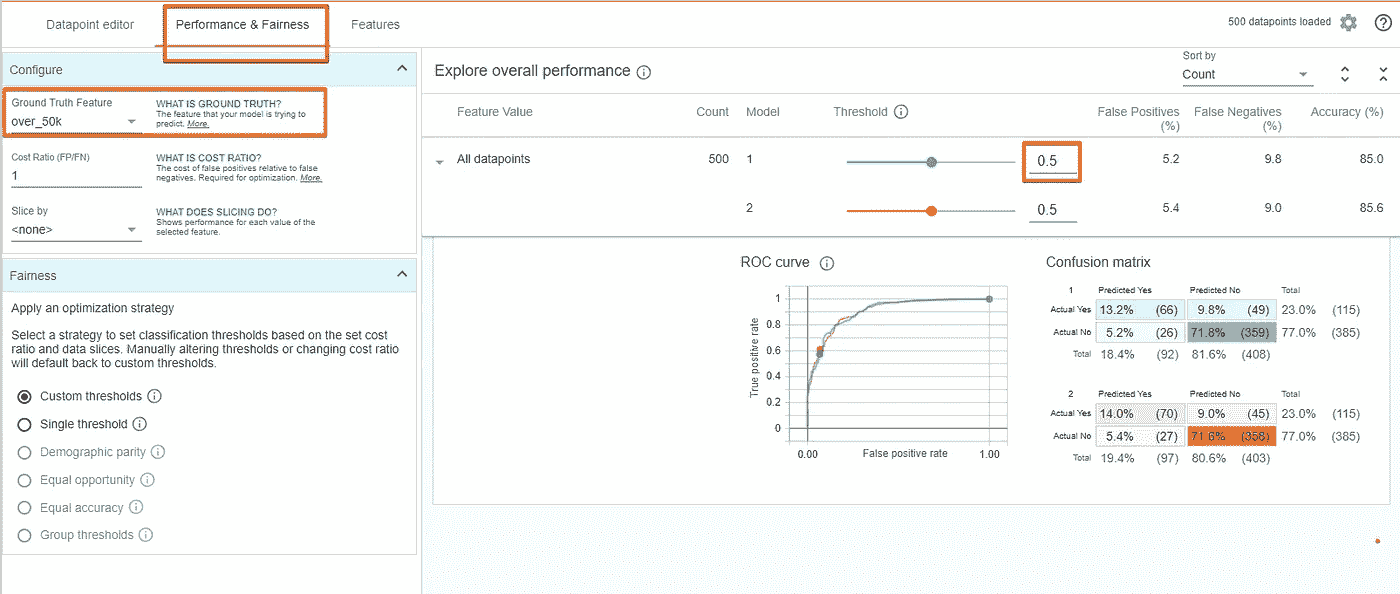 Datapoint editor
Performance & Fairness
Features
500 datapoints loaded
Configure
Ground Truth Feature
over_50k
WHAT IS GROUND TRUTH?
The feature that your model is trying to
predict. More.
Cost Ratio (FP/FN)
1
WHAT IS COST RATIO?
The cost of false positives relative to false
negatives. Required for optimization. More.
Slice by
<none>
WHAT DOES SLICING DO?
Shows performance for each value of the
selected feature.
Fairness
Apply an optimization strategy
Select a strategy to set classification thresholds based on the set cost
ratio and data slices. Manually altering thresholds or changing cost ratio
will default back to custom thresholds.
Custom thresholds
Single threshold
Demographic parity
Equal opportunity
Equal accuracy
Group thresholds
Explore overall performance
Sort by
Count
Feature Value Count Model Threshold False Positives (%) False Negatives (%) Accuracy (%)
All datapoints 500 1 0.5 5.2 9.8 85.0
2 0.5 5.4 9.0 85.6
ROC curve
True positive rate
1
0.8
0.6
0.4
0.2
0
0.00 1.00
False positive rate
Confusion matrix
1 Predicted Yes Predicted No Total
Actual Yes 13.2% (66) 9.8% (49) 23.0% (115)
Actual No 5.2% (26) 71.8% (359) 77.0% (385)
Total 18.4% (92) 81.6% (408)
2 Predicted Yes Predicted No Total
Actual Yes 14.0% (70) 9.0% (45) 23.0% (115)
Actual No 5.4% (27) 71.6% (358) 77.0% (385)
Total 19.4% (97) 80.6% (403)